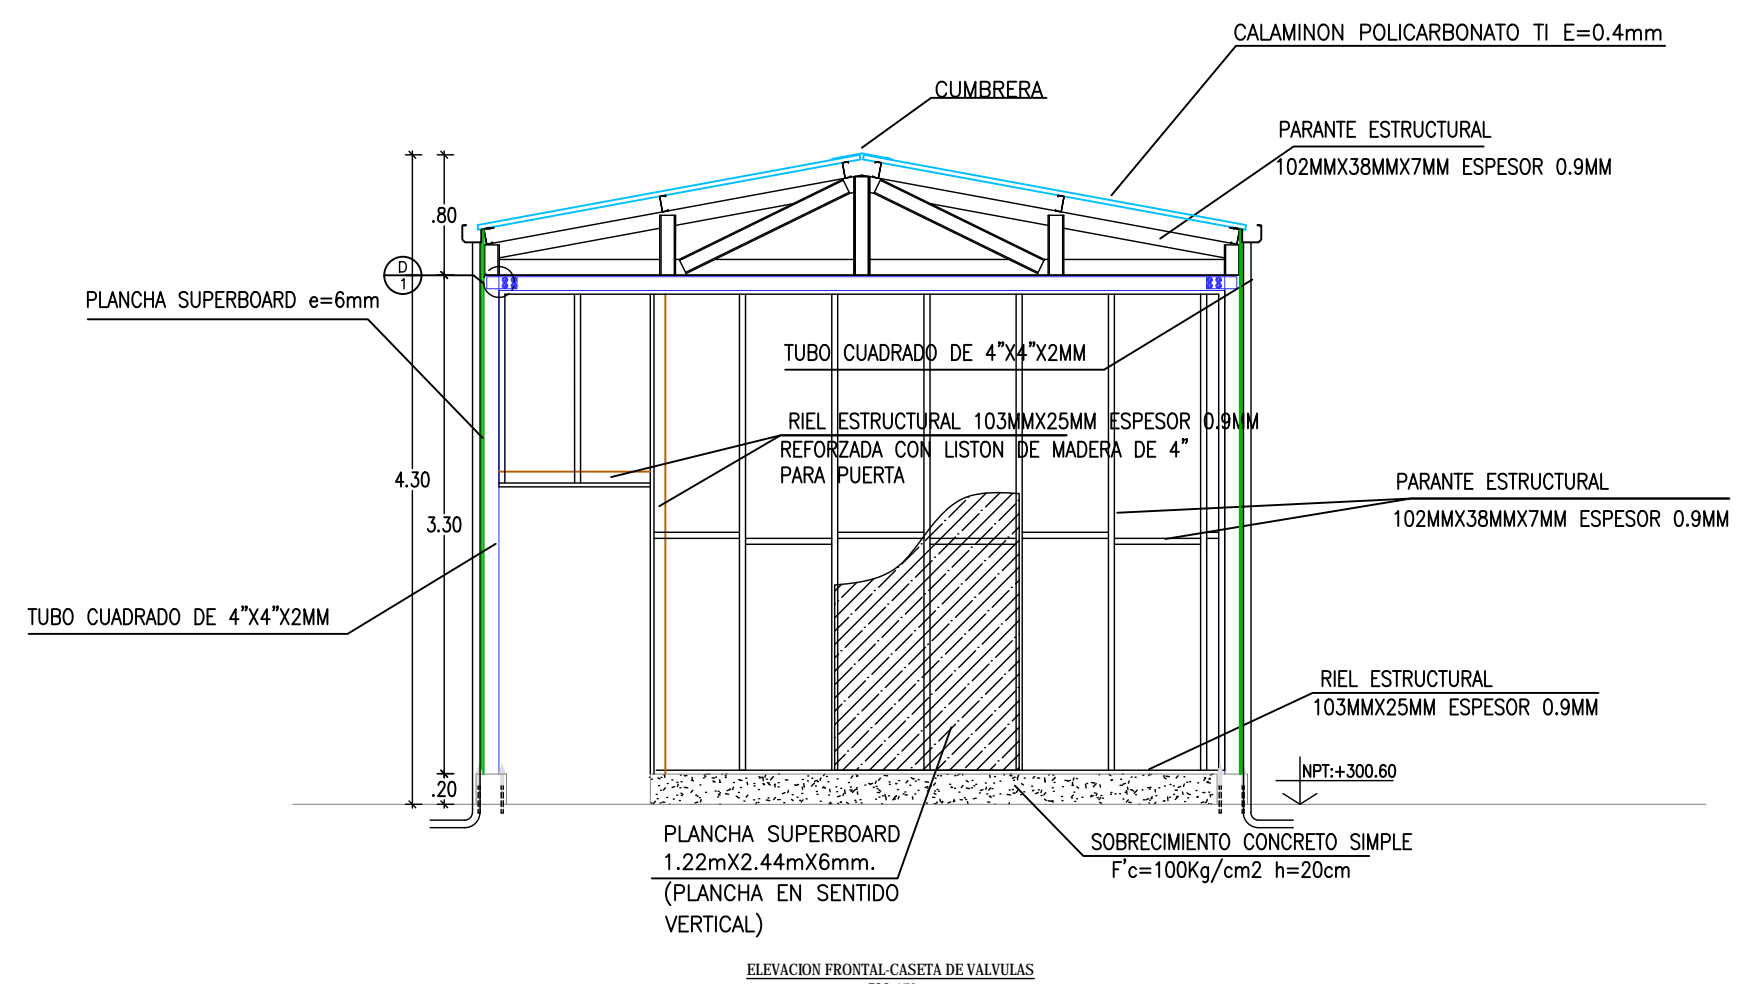 CALAMINON POLICARBONATO TI E=0.4mm
CUMBRERA
PARANTE ESTRUCTURAL
102MMX38MMX7MM ESPESOR 0.9MM
.80
D
1
PLANCHA SUPERBOARD e=6mm
TUBO CUADRADO DE 4”X4”X2MM
RIEL ESTRUCTURAL 103MMX25MM ESPESOR 0.9MM
REFORZADA CON LISTON DE MADERA DE 4”
PARA PUERTA
4.30
3.30
PARANTE ESTRUCTURAL
102MMX38MMX7MM ESPESOR 0.9MM
TUBO CUADRADO DE 4”X4”X2MM
RIEL ESTRUCTURAL
103MMX25MM ESPESOR 0.9MM
.20
NPT:+300.60
PLANCHA SUPERBOARD
1.22mX2.44mX6mm.
(PLANCHA EN SENTIDO
VERTICAL)
SOBRECIMIENTO CONCRETO SIMPLE
F'c=100Kg/cm2 h=20cm
ELEVACION FRONTAL-CASETA DE VALVULAS